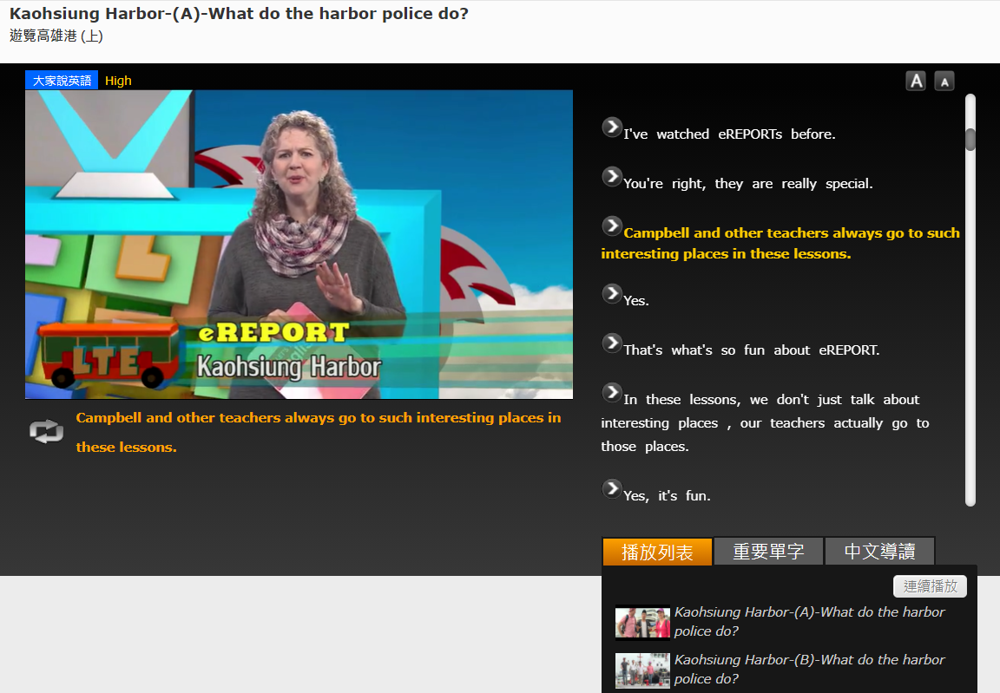 Kaohsiung Harbor-(A)-What do the harbor police do?
遊覽高雄港 (上)
大家說英語 High
A A
eREPORT
LTE
Kaohsiung Harbor
Campbell and other teachers always go to such interesting places in
these lessons.
I've watched eREPORTs before.
You're right, they are really special.
Campbell and other teachers always go to such
interesting places in these lessons.
Yes.
That's what's so fun about eREPORT.
In these lessons, we don't just talk about
interesting places , our teachers actually go to
those places.
Yes, it's fun.
播放列表 重要單字 中文導讀
連續播放
Kaohsiung Harbor-(A)-What do the harbor
police do?
Kaohsiung Harbor-(B)-What do the harbor
police do?